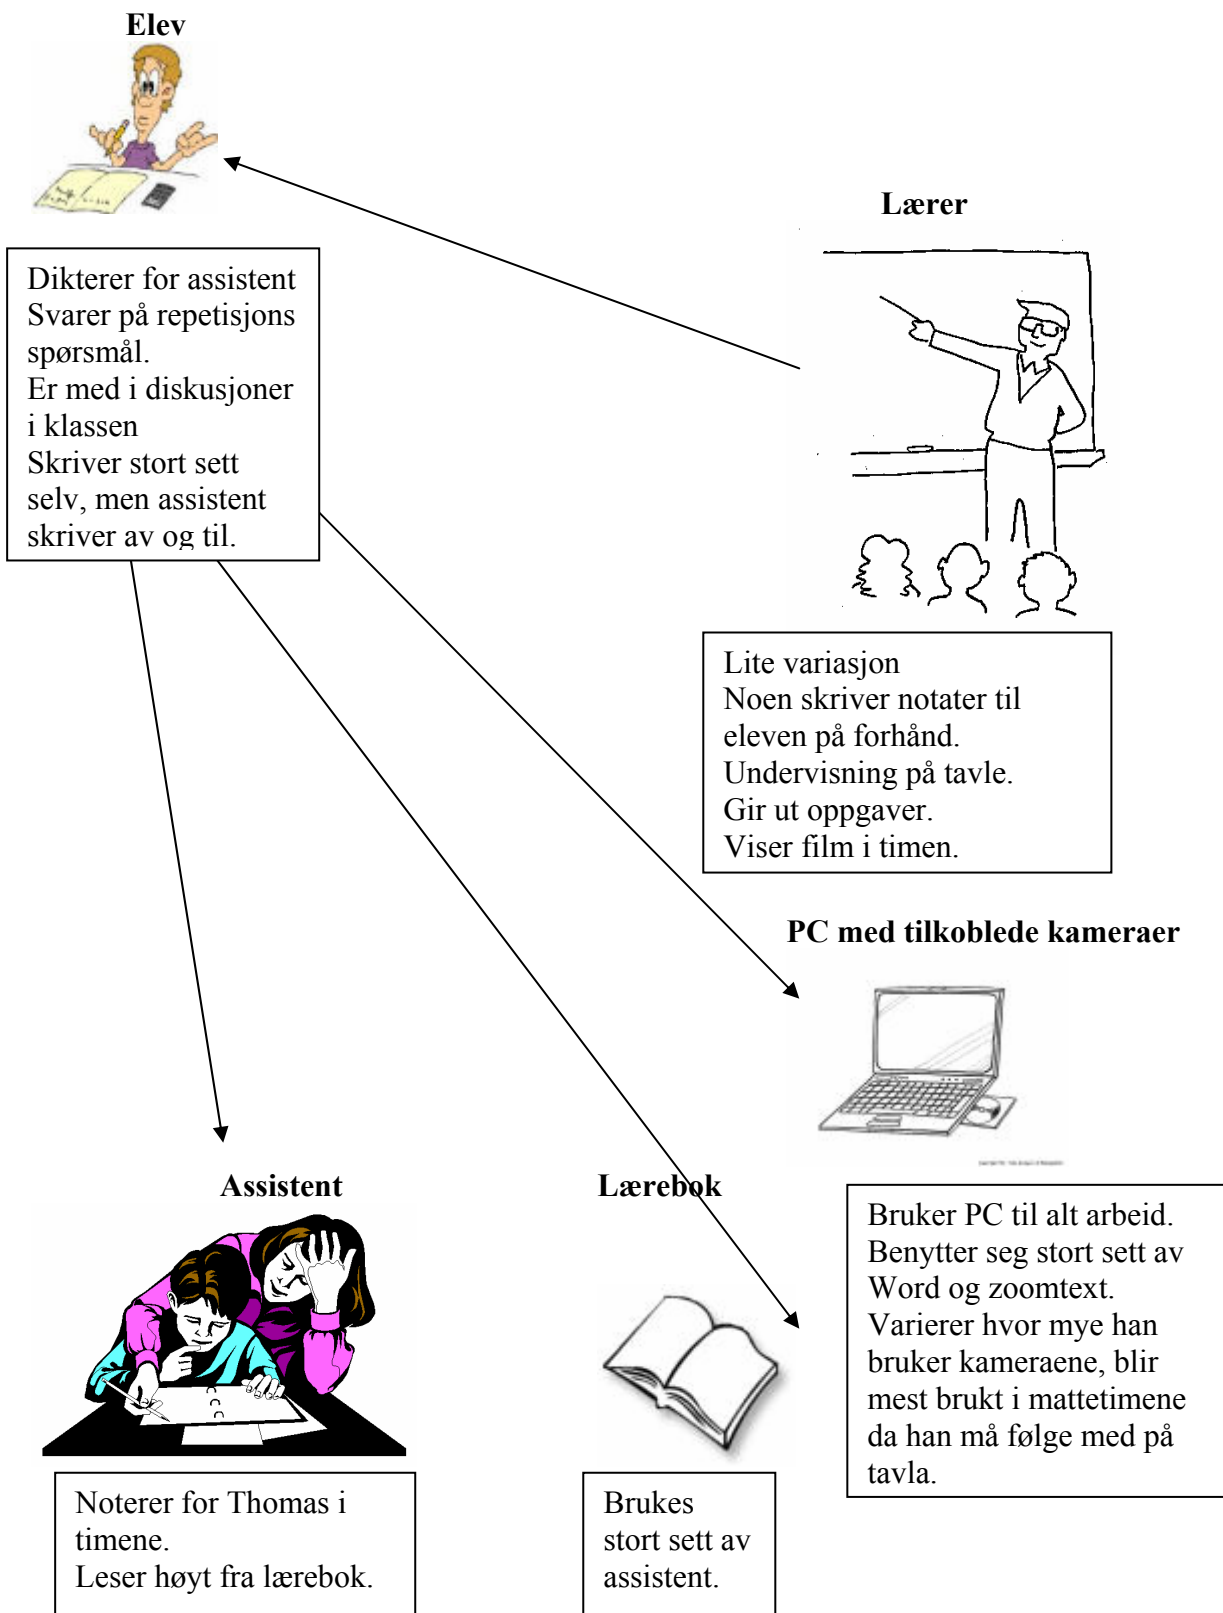 Elev
Lærer
Dikterer for assistent
Svarer på repetisjons
spørsmål.
Er med i diskusjoner
i klassen
Skriver stort sett
selv, men assistent
skriver av og til.
Lite variasjon
Noen skriver notater til
eleven på forhånd.
Undervisning på tavle.
Gir ut oppgaver.
Viser film i timen.
PC med tilkoblede kameraer
Assistent
Lærebok
Bruker PC til alt arbeid.
Benytter seg stort sett av
Word og zoomtext.
Varierer hvor mye han
bruker kameraene, blir
mest brukt i mattetimene
da han må følge med på
tavla.
Noterer for Thomas i
timene.
Leser høyt fra lærebok.
Brukes
stort sett av
assistent.